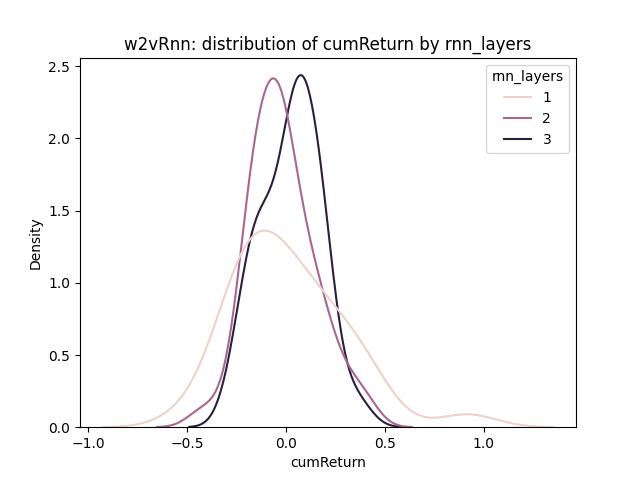 w2vRnn: distribution of cumReturn by rnn_layers
rnn_layers
1
2
3
2.5
2.0
1.5
1.0
0.5
0.0
Density
−1.0 −0.5 0.0 0.5 1.0
cumReturn